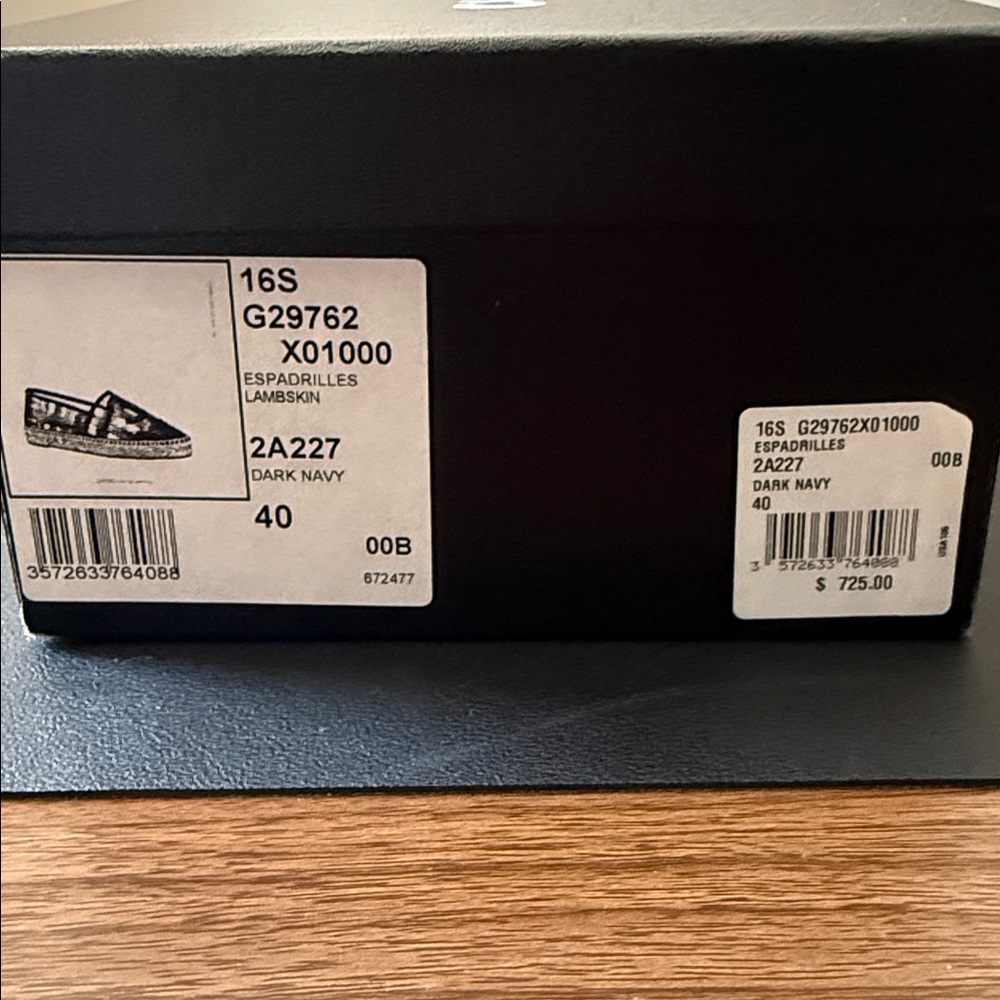 16S
G29762
X01000
ESPADRILLES
LAMBSKIN
2A227
DARK NAVY
40
00B
3572633764088
672477
16S G29762X01000
ESPADRILLES
2A227
00B
DARK NAVY
40
3 572633 764088
$ 725.00